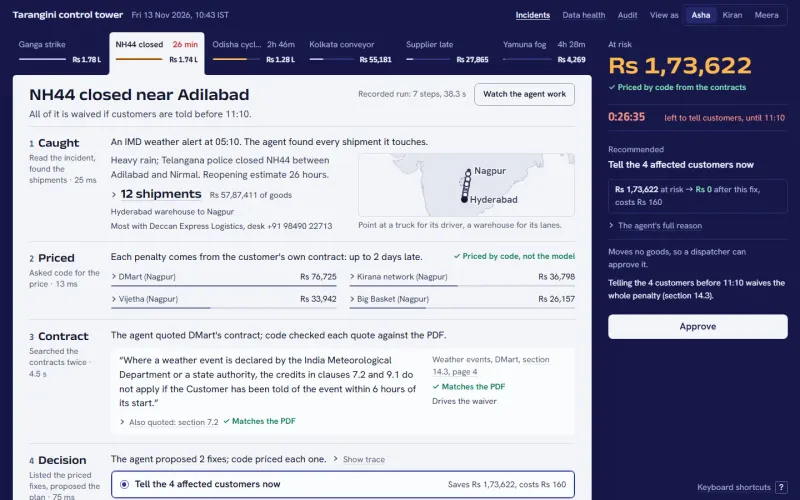 Tarangini control tower Fri 13 Nov 2026, 10:43 IST Incidents Data health Audit View as Asha Kiran Meera
Ganga strike Rs 1.78 L
NH44 closed 26 min Rs 1.74 L
Odisha cycl... 2h 46m Rs 1.28 L
Kolkata conveyor Rs 55,181
Supplier late Rs 27,865
Yamuna fog 4h 28m Rs 4,269
NH44 closed near Adilabad
All of it is waived if customers are told before 11:10.
Recorded run: 7 steps, 38.3 s
Watch the agent work
1 Caught
Read the incident,
found the
shipments · 25 ms
An IMD weather alert at 05:10. The agent found every shipment it touches.
Heavy rain; Telangana police closed NH44 between
Adilabad and Nirmal. Reopening estimate 26 hours.
> 12 shipments Rs 57,87,411 of goods
Hyderabad warehouse to Nagpur
Most with Deccan Express Logistics, desk +91 98490 22713
Nagpur
Hyderabad
Point at a truck for its driver, a warehouse for its lanes.
2 Priced
Asked code for the
price · 13 ms
Each penalty comes from the customer's own contract: up to 2 days late.
✓ Priced by code, not the model
> DMart (Nagpur) Rs 76,725
> Kirana network (Nagpur) Rs 36,798
> Vijetha (Nagpur) Rs 33,942
> Big Basket (Nagpur) Rs 26,157
3 Contract
Searched the
contracts twice ·
4.5 s
The agent quoted DMart's contract; code checked each quote against the PDF.
“Where a weather event is declared by the India Meteorological
Department or a state authority, the credits in clauses 7.2 and 9.1 do
not apply if the Customer has been told of the event within 6 hours of
its start.”
> Also quoted: section 7.2 ✓ Matches the PDF
Weather events, DMart, section
14.3, page 4
✓ Matches the PDF
Drives the waiver
4 Decision
Listed the priced
fixes, proposed the
plan · 75 ms
The agent proposed 2 fixes; code priced each one. > Show trace
Tell the 4 affected customers now Saves Rs 1,73,622, costs Rs 160
At risk
Rs 1,73,622
✓ Priced by code from the contracts
0:26:35 left to tell customers, until 11:10
Recommended
Tell the 4 affected customers now
Rs 1,73,622 at risk → Rs 0 after this fix,
costs Rs 160
> The agent's full reason
Moves no goods, so a dispatcher can
approve it.
Telling the 4 customers before 11:10 waives the
whole penalty (section 14.3).
Approve
Keyboard shortcuts ?